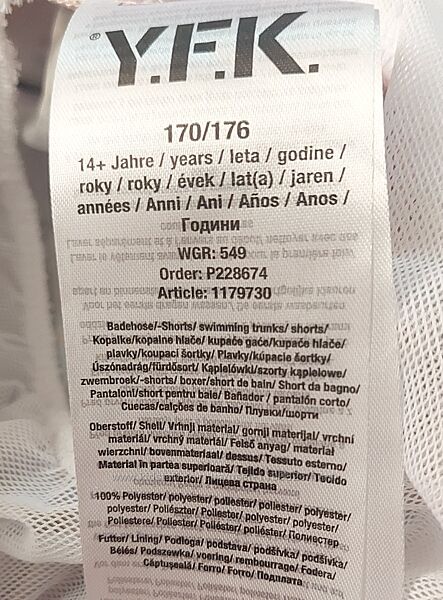 ® Y.F.K.
170/176
14+ Jahre / years / leta / godine /
roky / roky / évek / lat(a) / jaren /
années / Anni / Ani / Años / Anos /
Години
WGR: 549
Order: P228674
Article: 1179730
Badehose/-Shorts/ swimming trunks/ shorts/
Kopalke/kopalne hlače/ kupaće gaće/kupaće hlače/
plavky/koupací šortky/ Plavky/kúpacie šortky/
Úszónadrág/fürdősort/ Kąpielówki/szorty kąpielowe/
zwembroek/-shorts/ boxer/short de bain/ Short da bagno/
Pantaloni/short pentru baie/ Bañador / pantalón corto/
Cuecas/calções de banho/ Плувки/шорти
Oberstoff/ Shell/ Vrhnji material/ gornji materijal/ vrchní
materiál/ vrchný materiál/ Felső anyag/ materiał
wierzchni/ bovenmateriaal/ dessus/ Tessuto esterno/
Material în partea superioară/ Tejido superior/ Tecido
exterior/ Лицева страна
100% Polyester/ polyester/ poliester/ poliester/ polyester/
polyester/ Poliészter/ Poliester/ polyester/ polyester/
Poliestere/ Poliester/ Poliéster/ poliéster/ Полиестер
Futter/ Lining/ Podloga/ podstava/ podšívka/ podšívka/
Bélés/ Podszewka/ voering/ rembourrage/ Fodera/
Căptușeală/ Forro/ Forro/ Подплата